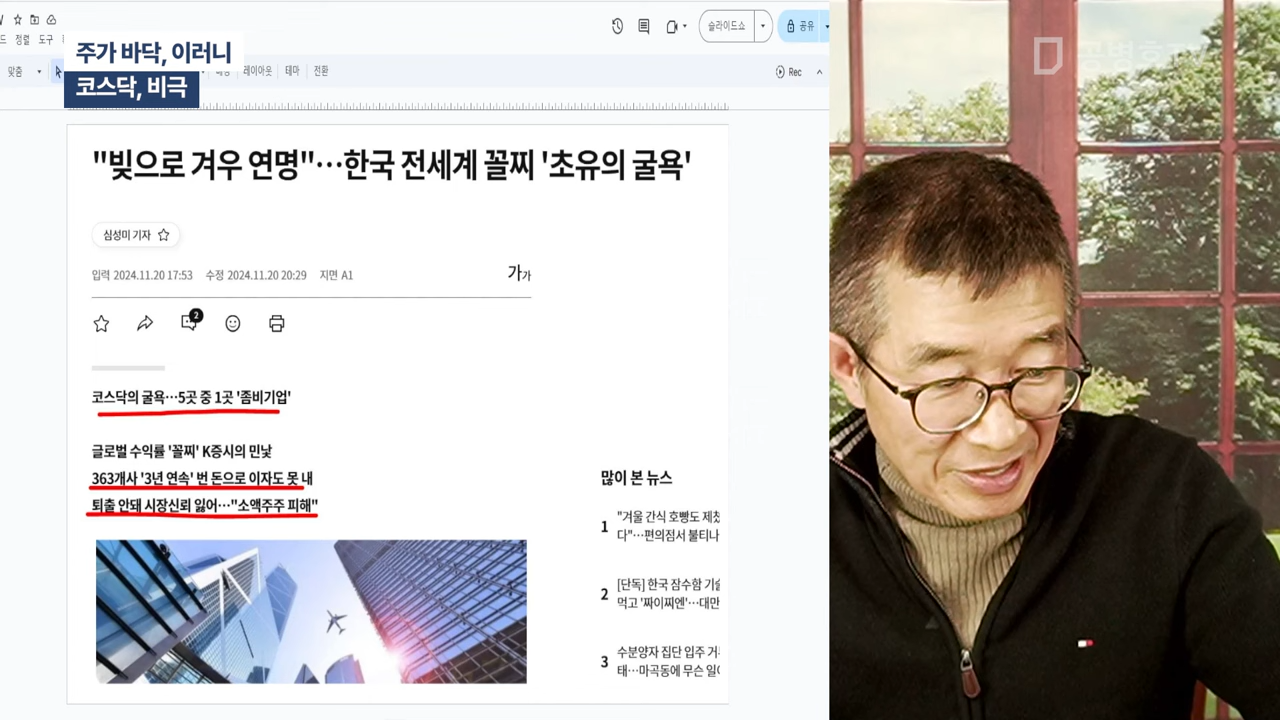 정렬 도구
슬라이드쇼
공유
주가 바닥, 이러니
코스닥, 비극
맞춤
레이아웃
테마
전환
Rec
"빚으로 겨우 연명"…한국 전세계 꼴찌 '초유의 굴욕'
심성미 기자
입력 2024.11.20 17:53 수정 2024.11.20 20:29 지면 A1
가가
2
코스닥의 굴욕…5곳 중 1곳 '좀비기업'
글로벌 수익률 '꼴찌' K증시의 민낯
363개사 '3년 연속' 번 돈으로 이자도 못 내
퇴출 안돼 시장신뢰 잃어…"소액주주 피해"
많이 본 뉴스
1 "겨울 간식 호빵도 제쳤
다"…편의점서 불티나
2 [단독] 한국 잠수함 기술
먹고 '짜이찌엔'…대만
3 수분양자 집단 입주 거
태…마곡동에 무슨 일이
공병호